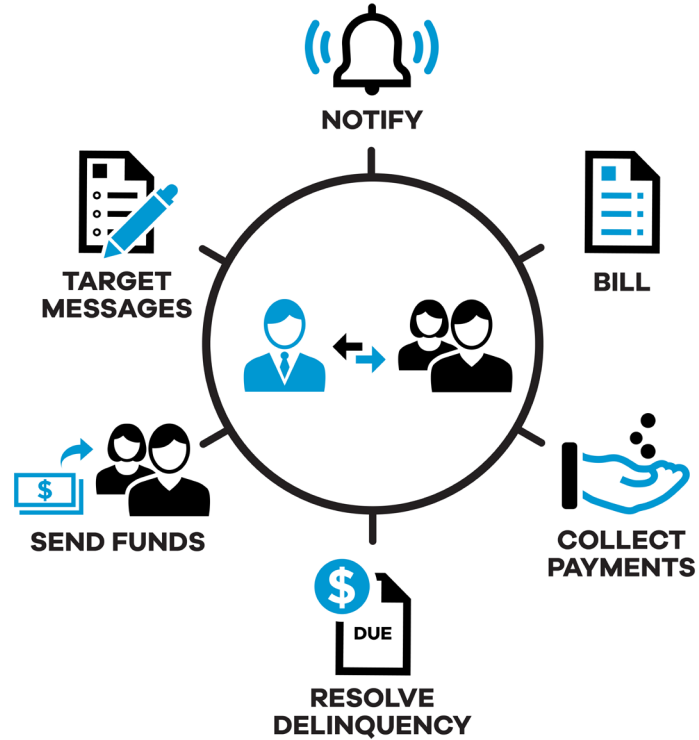 NOTIFY
BILL
COLLECT
PAYMENTS
$
DUE
RESOLVE
DELINQUENCY
$
SEND FUNDS
TARGET
MESSAGES